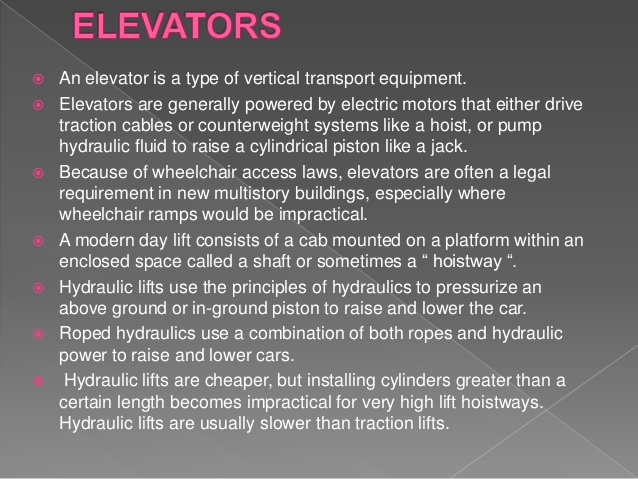 ELEVATORS
An elevator is a type of vertical transport equipment.
Elevators are generally powered by electric motors that either drive
traction cables or counterweight systems like a hoist, or pump
hydraulic fluid to raise a cylindrical piston like a jack.
Because of wheelchair access laws, elevators are often a legal
requirement in new multistory buildings, especially where
wheelchair ramps would be impractical.
A modern day lift consists of a cab mounted on a platform within an
enclosed space called a shaft or sometimes a “ hoistway “.
Hydraulic lifts use the principles of hydraulics to pressurize an
above ground or in-ground piston to raise and lower the car.
Roped hydraulics use a combination of both ropes and hydraulic
power to raise and lower cars.
Hydraulic lifts are cheaper, but installing cylinders greater than a
certain length becomes impractical for very high lift hoistways.
Hydraulic lifts are usually slower than traction lifts.